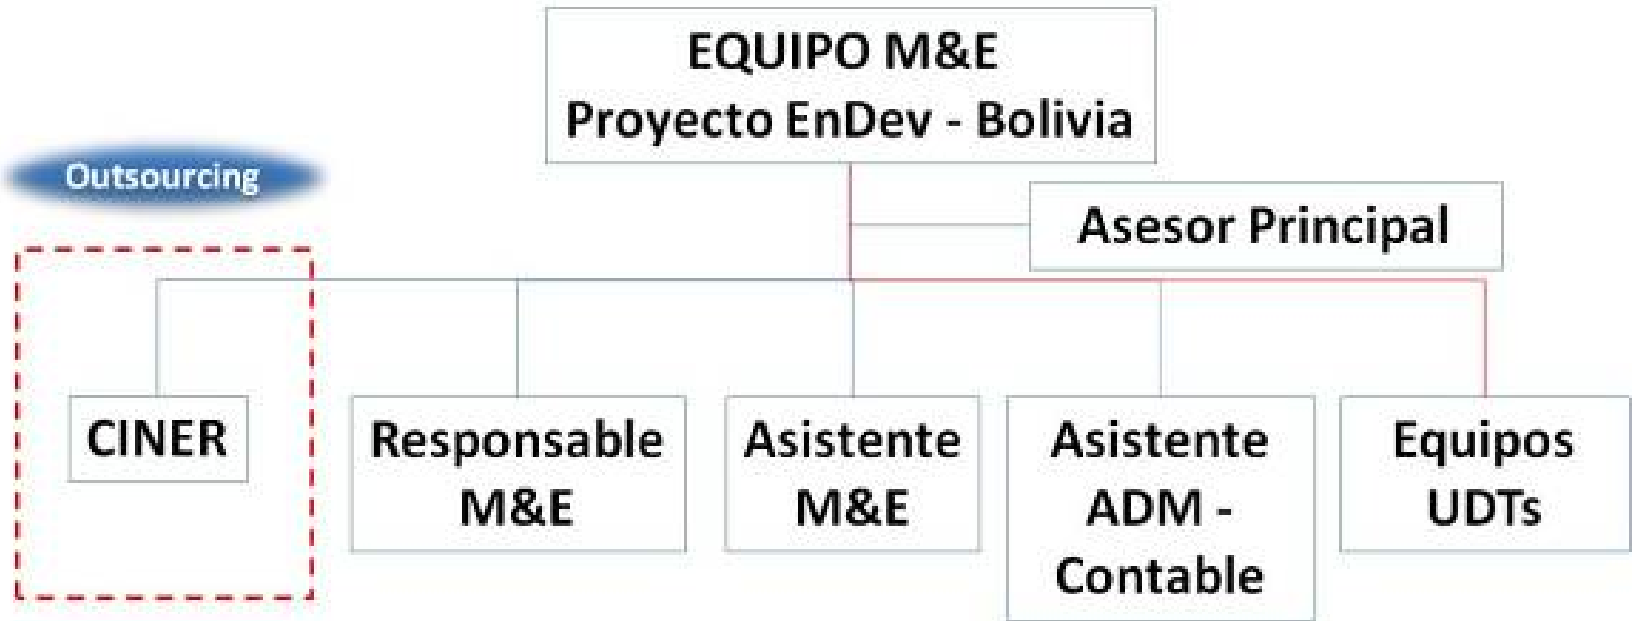 EQUIPO M&E
Proyecto EnDev - Bolivia
Outsourcing
Asesor Principal
CINER
Responsable
M&E
Asistente
M&E
Asistente
ADM -
Contable
Equipos
UDTs